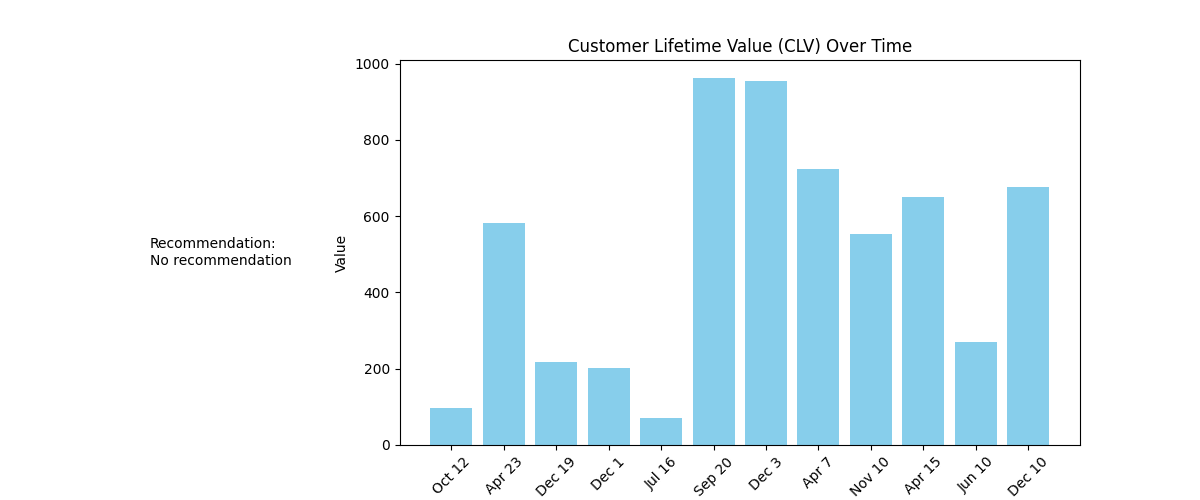 Customer Lifetime Value (CLV) Over Time
1000
800
600
400
200
0
Value
Recommendation:
No recommendation
Oct 12
Apr 23
Dec 19
Dec 1
Jul 16
Sep 20
Dec 3
Apr 7
Nov 10
Apr 15
Jun 10
Dec 10